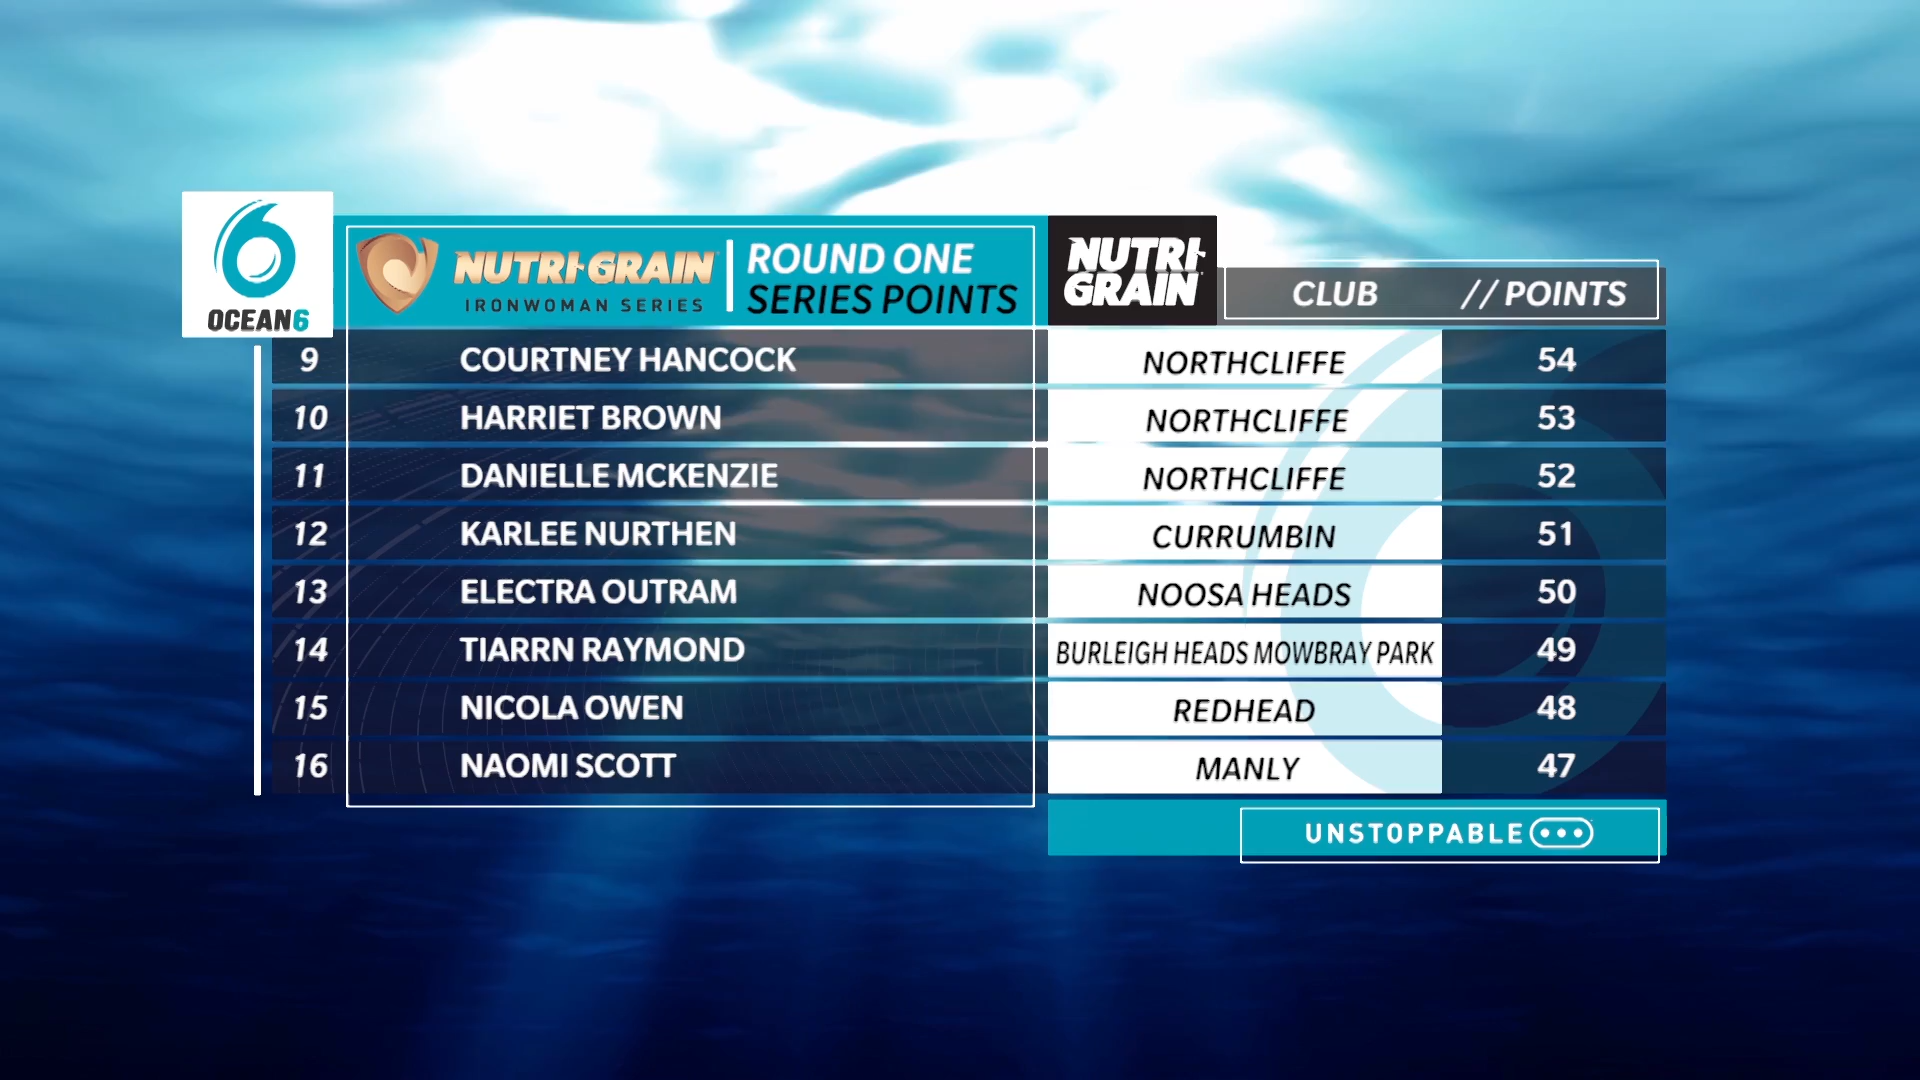 OCEAN6
NUTRI-GRAIN
IRONWOMAN SERIES
ROUND ONE
SERIES POINTS
NUTRI-
GRAIN
CLUB // POINTS
9 COURTNEY HANCOCK NORTHCLIFFE 54
10 HARRIET BROWN NORTHCLIFFE 53
11 DANIELLE MCKENZIE NORTHCLIFFE 52
12 KARLEE NURTHEN CURRUMBIN 51
13 ELECTRA OUTRAM NOOSA HEADS 50
14 TIARRN RAYMOND BURLEIGH HEADS MOWBRAY PARK 49
15 NICOLA OWEN REDHEAD 48
16 NAOMI SCOTT MANLY 47
UNSTOPPABLE